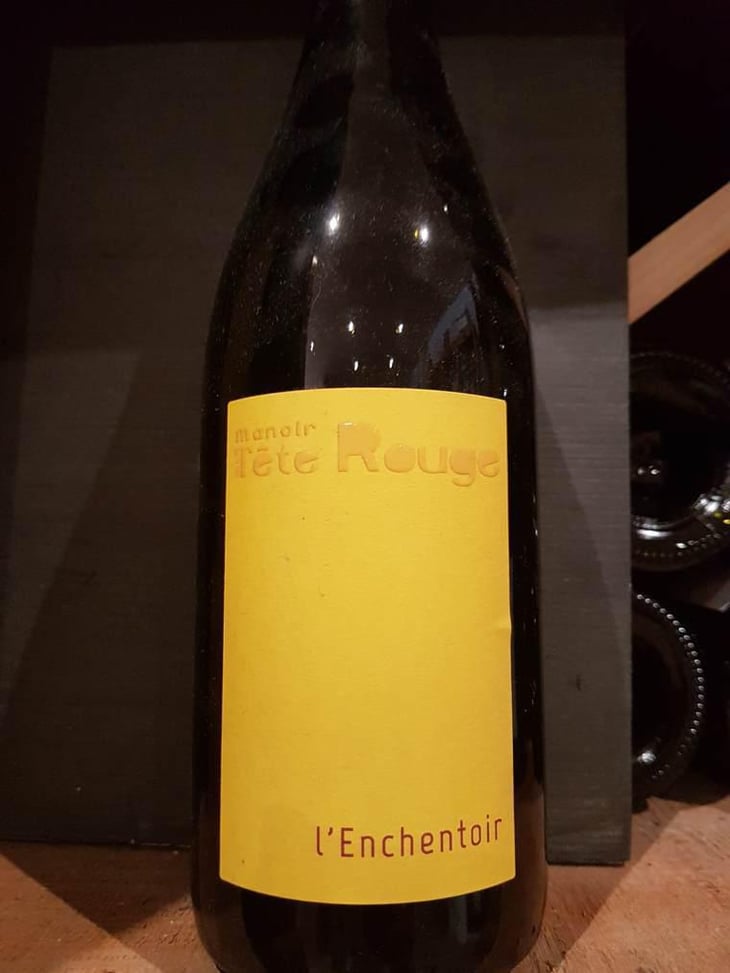 manoir
Tête Rouge
l'Enchentoir